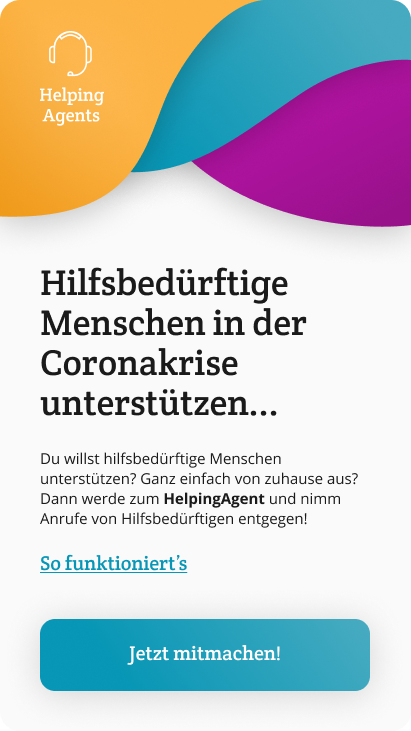 Helping
Agents
Hilfsbedürftige
Menschen in der
Coronakrise
unterstützen...
Du willst hilfsbedürftige Menschen
unterstützen? Ganz einfach von zuhause aus?
Dann werde zum HelpingAgent und nimm
Anrufe von Hilfsbedürftigen entgegen!
So funktioniert’s
Jetzt mitmachen!